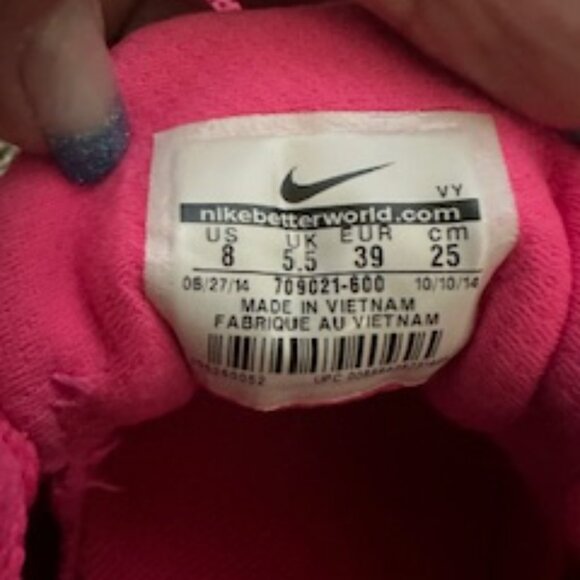 VY
nikebetterworld.com
US UK EUR cm
8 5.5 39 25
08/27/14 709021-600 10/10/14
MADE IN VIETNAM
FABRIQUE AU VIETNAM
UPC